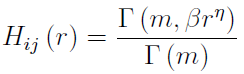 H_{ij}(r) = \frac{\Gamma(m, \beta r^{\eta})}{\Gamma(m)}